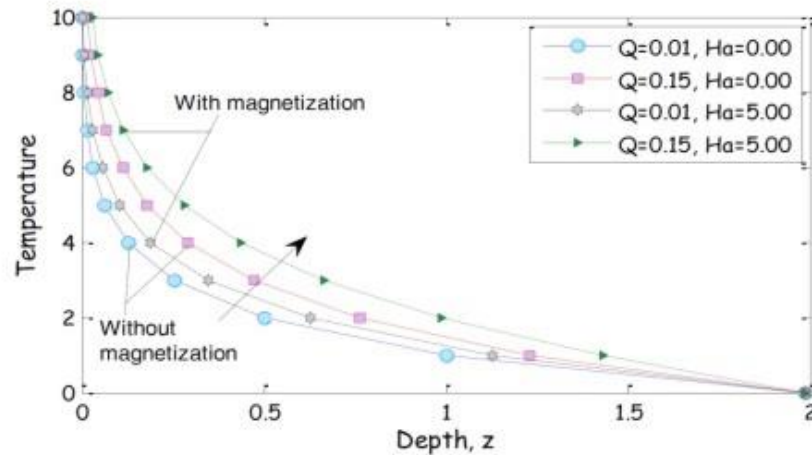 10
8
6
4
2
0
Temperature
With magnetization
Without
magnetization
Q=0.01, Ha=0.00
Q=0.15, Ha=0.00
Q=0.01, Ha=5.00
Q=0.15, Ha=5.00
0
0.5
1
1.5
2
Depth, z